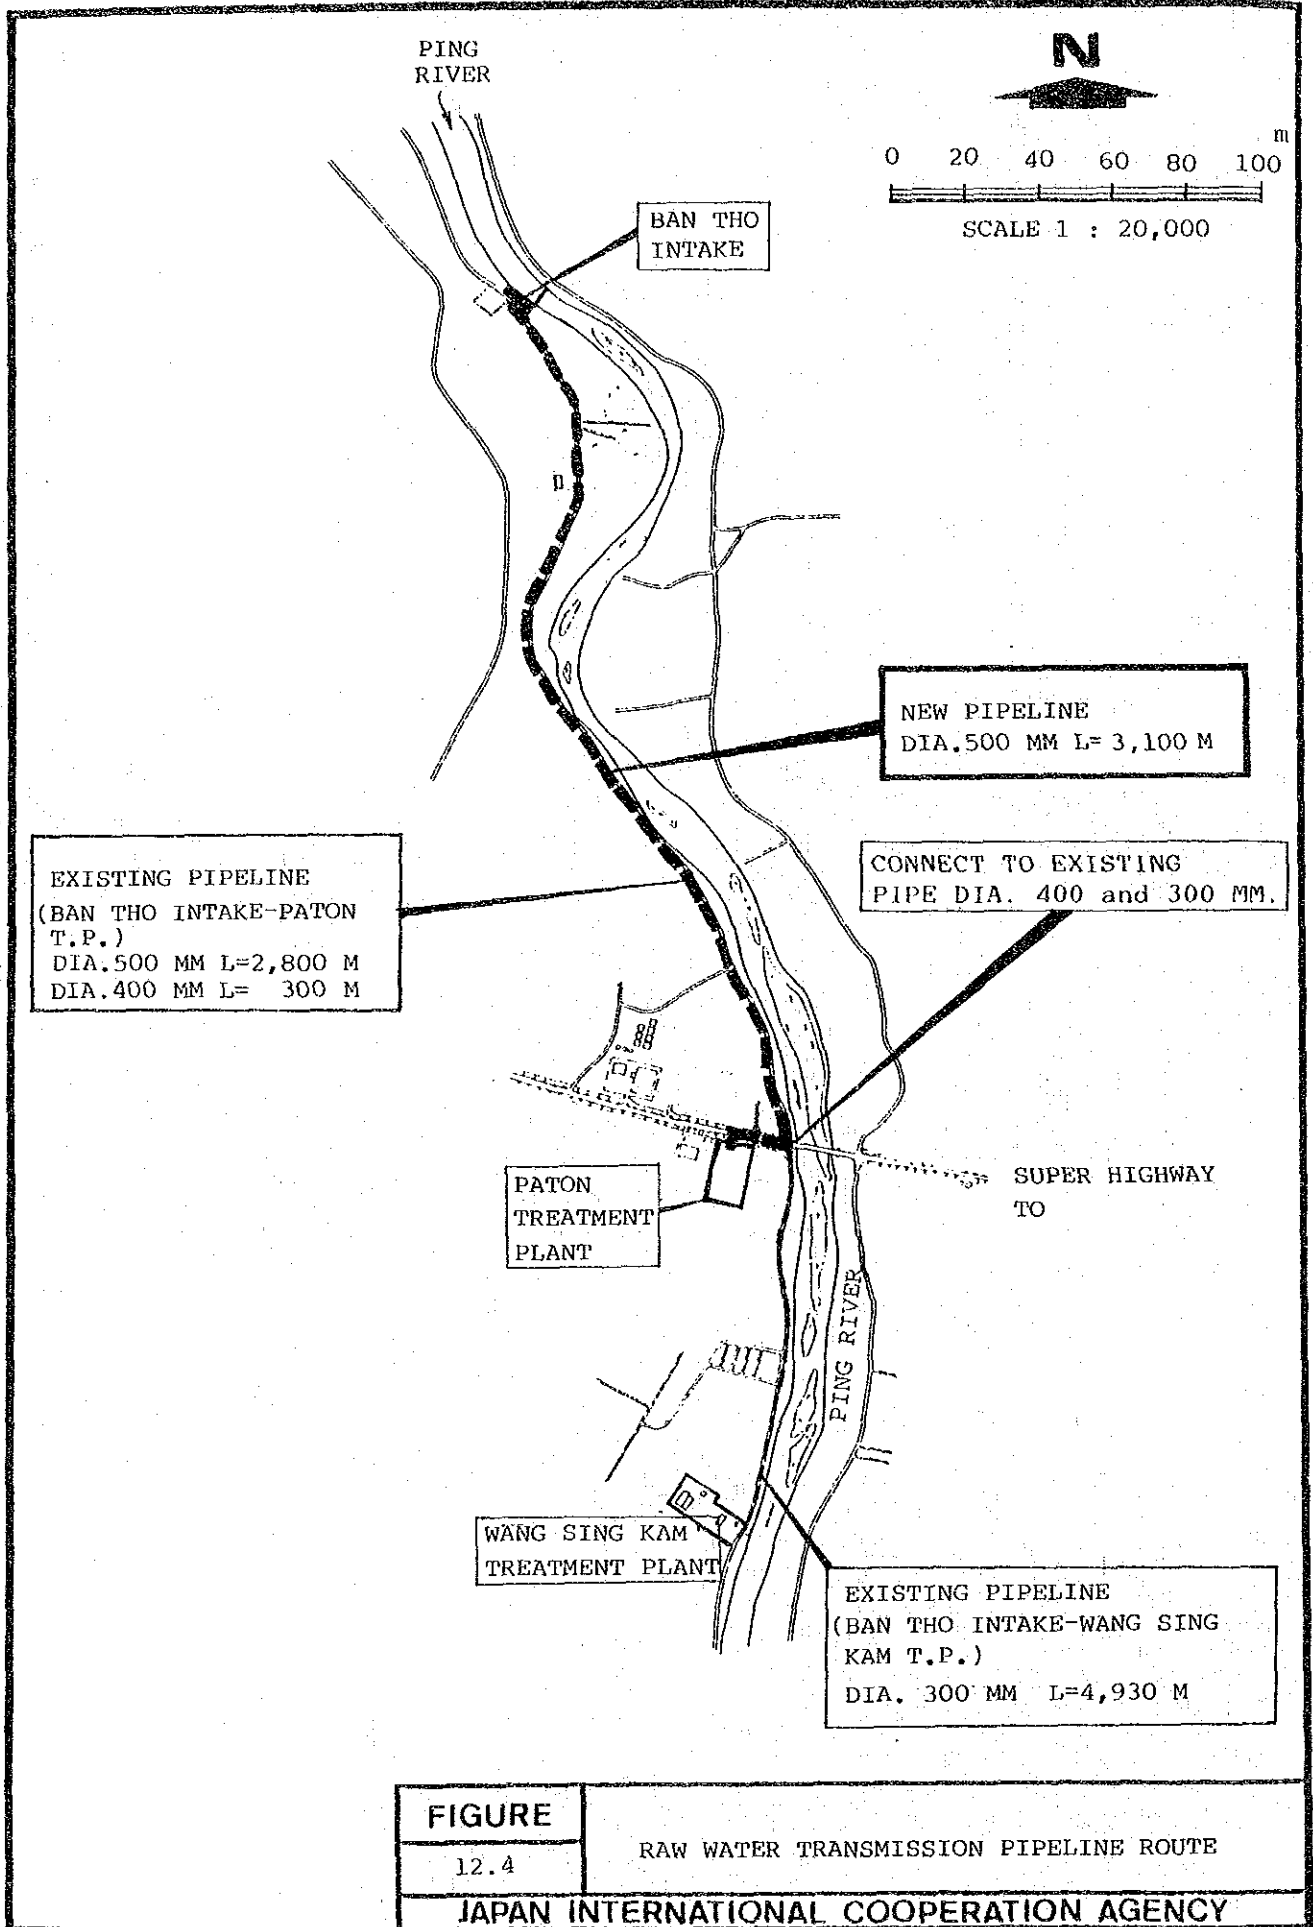 PING
RIVER
N
m
0 20 40 60 80 100
SCALE 1 : 20,000
BAN THO
INTAKE
NEW PIPELINE
DIA.500 MM L= 3,100 M
EXISTING PIPELINE
(BAN THO INTAKE-PATON
T.P.)
DIA.500 MM L=2,800 M
DIA.400 MM L= 300 M
CONNECT TO EXISTING
PIPE DIA. 400 and 300 MM.
SUPER HIGHWAY
TO
PATON
TREATMENT
PLANT
PING RIVER
WANG SING KAM
TREATMENT PLANT
EXISTING PIPELINE
(BAN THO INTAKE-WANG SING
KAM T.P.)
DIA. 300 MM L=4,930 M
FIGURE
12.4
RAW WATER TRANSMISSION PIPELINE ROUTE
JAPAN INTERNATIONAL COOPERATION AGENCY